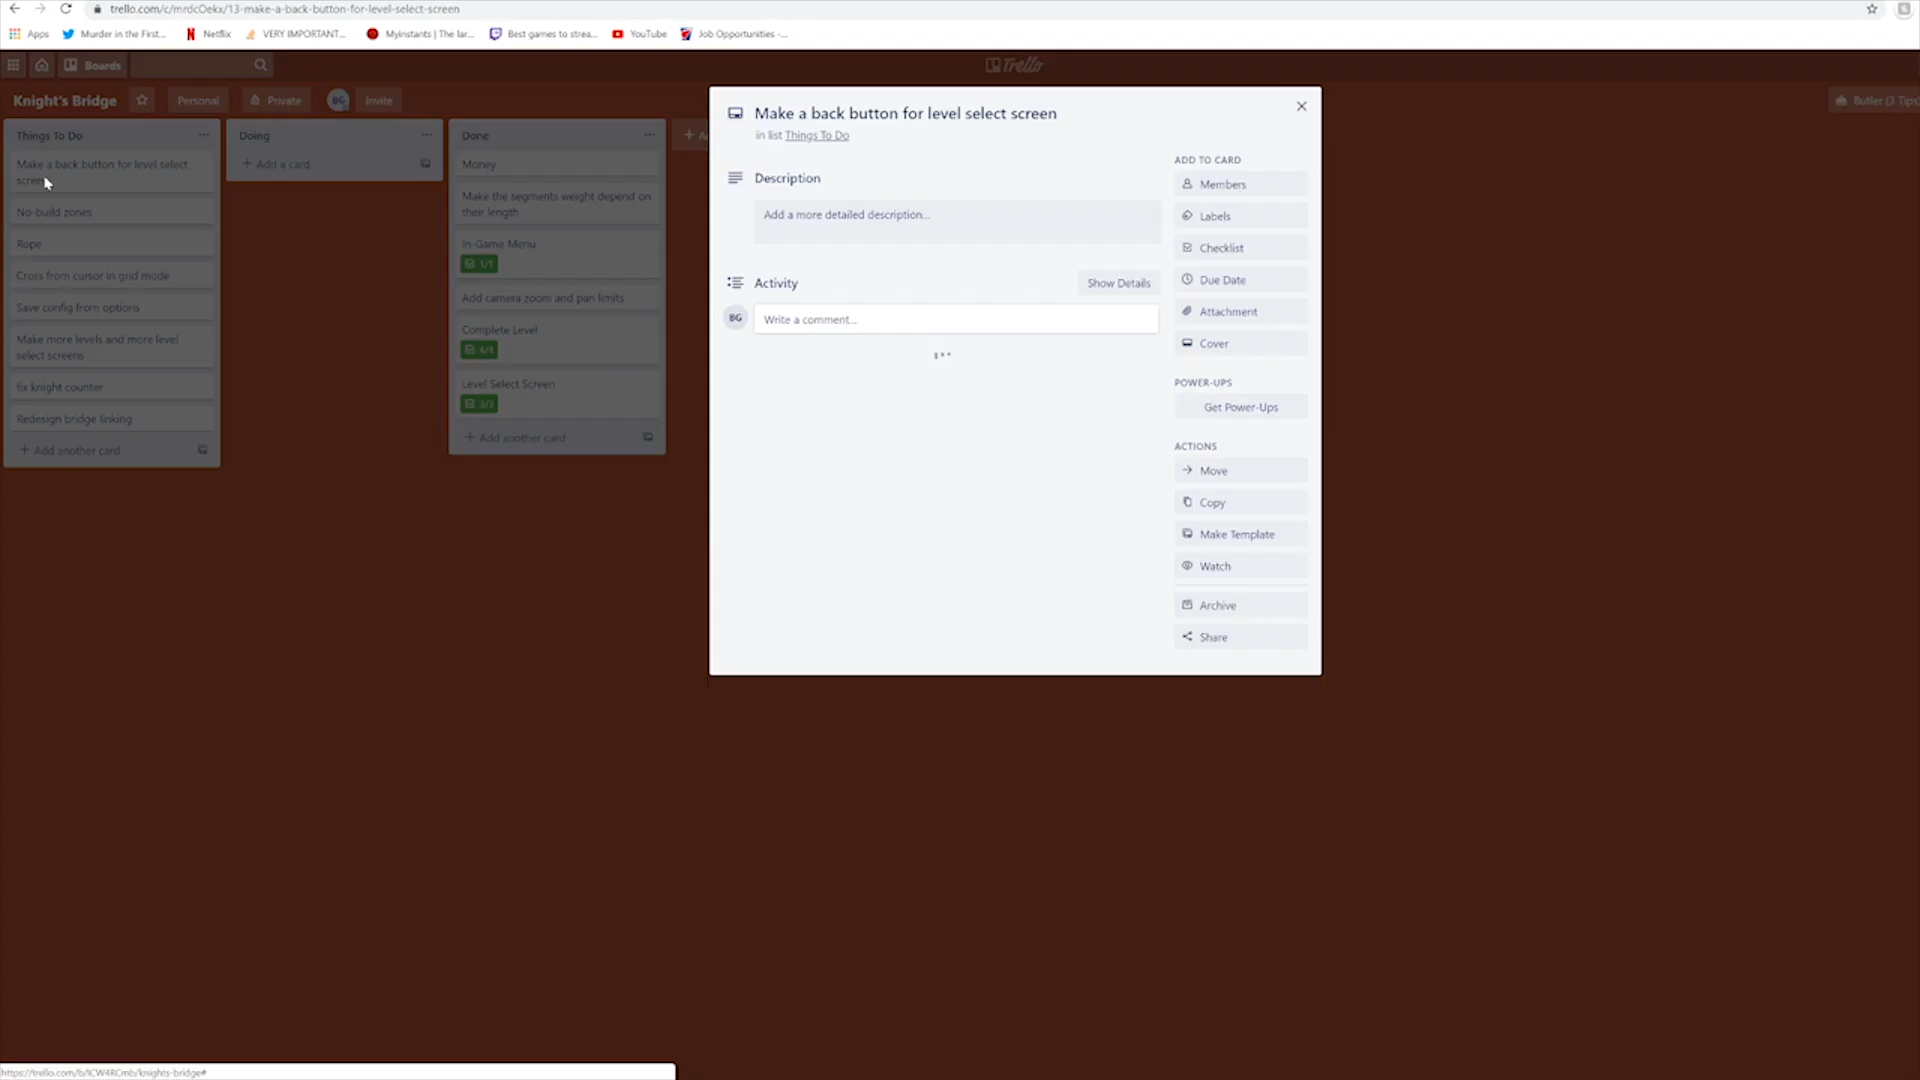 trello.com/c/mrdcOekx/13-make-a-back-button-for-level-select-screen
Apps
Murder in the First...
Netflix
VERY IMPORTANT...
Myinstants | The lar...
Best games to strea...
YouTube
Job Opportunities -...
Boards
Trello
Knight's Bridge
Personal
Private
BG
Invite
Butler (3 Tips)
Things To Do
Make a back button for level select
screen
No-build zones
Rope
Cross from cursor in grid mode
Save config from options
Make more levels and more level
select screens
fix knight counter
Redesign bridge linking
+ Add another card
Doing
+ Add a card
Done
Money
Make the segments weight depend on
their length
In-Game Menu
1/1
Add camera zoom and pan limits
Complete Level
4/4
Level Select Screen
3/3
+ Add another card
Make a back button for level select screen
in list Things To Do
Description
Add a more detailed description...
Activity
Show Details
BG
Write a comment...
ADD TO CARD
Members
Labels
Checklist
Due Date
Attachment
Cover
POWER-UPS
Get Power-Ups
ACTIONS
Move
Copy
Make Template
Watch
Archive
Share